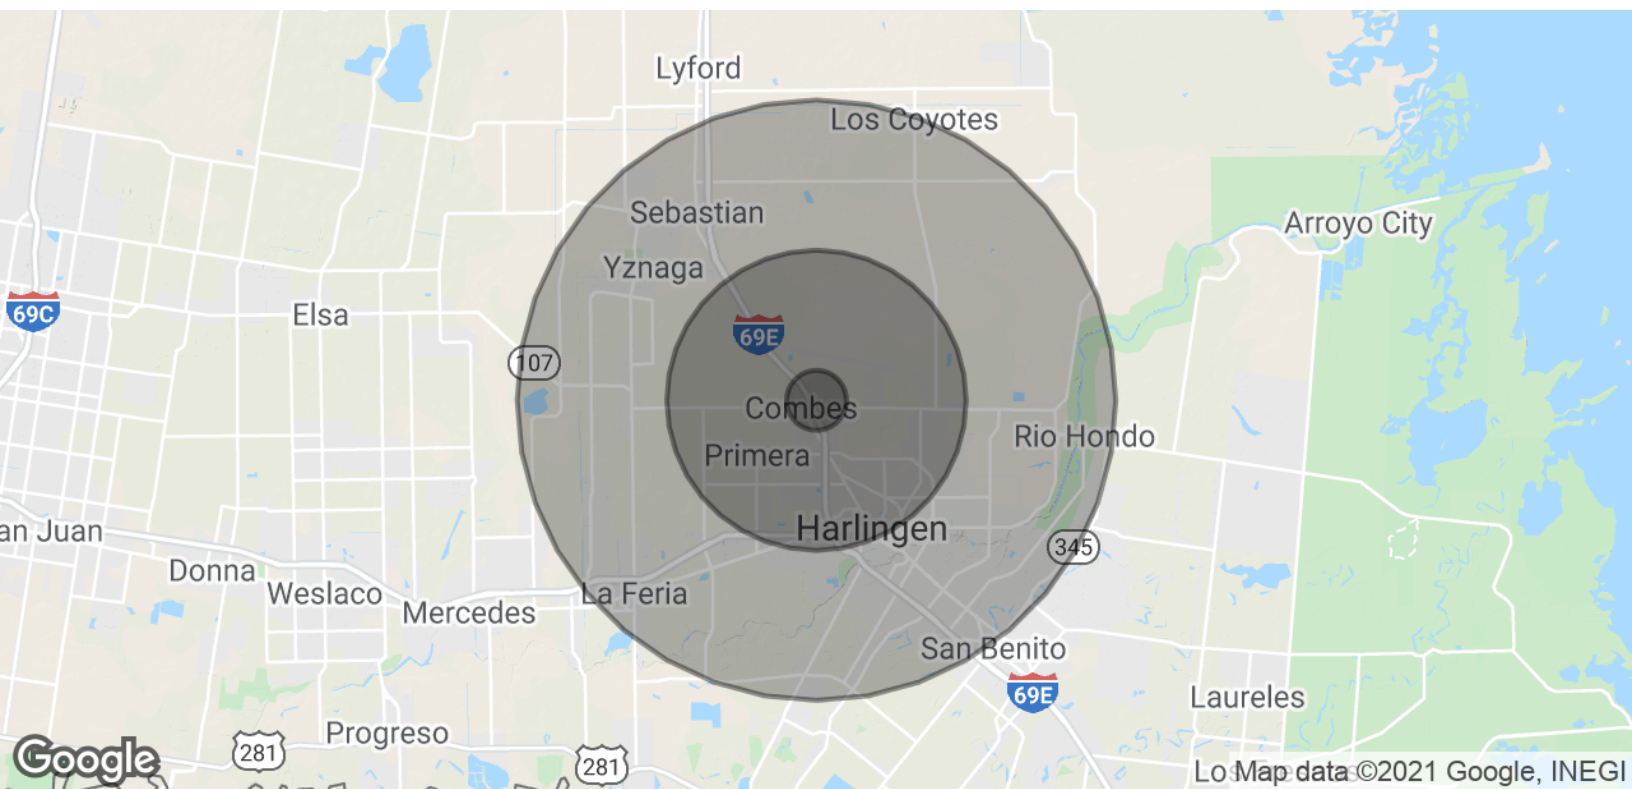 Lyford
Los Coyotes
Sebastian
Arroyo City
Yznaga
69C
Elsa
69E
107
Combes
Rio Hondo
Primera
an Juan
Harlingen
345
Donna
Weslaco
La Feria
Mercedes
San Benito
69E
Laureles
Progreso
281
281
Google
Map data ©2021 Google, INEGI